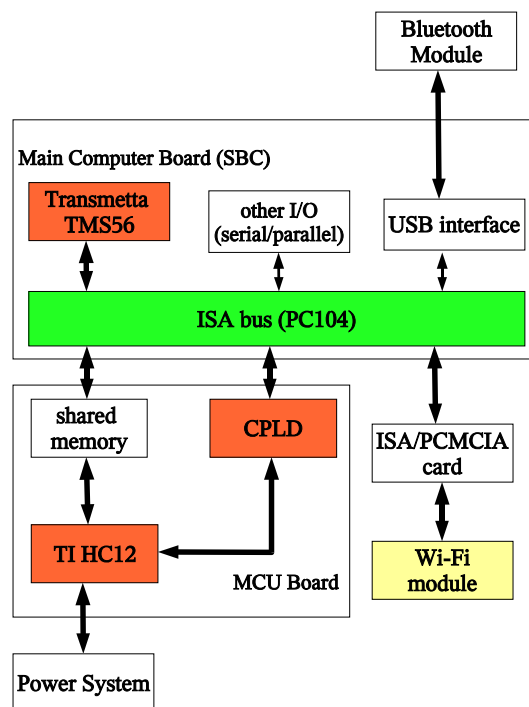 Bluetooth
Module
Main Computer Board (SBC)
Transmetta
TMS56
other I/O
(serial/parallel)
USB interface
ISA bus (PC104)
shared
memory
CPLD
ISA/PCMCIA
card
TI HC12
MCU Board
Wi-Fi
module
Power System